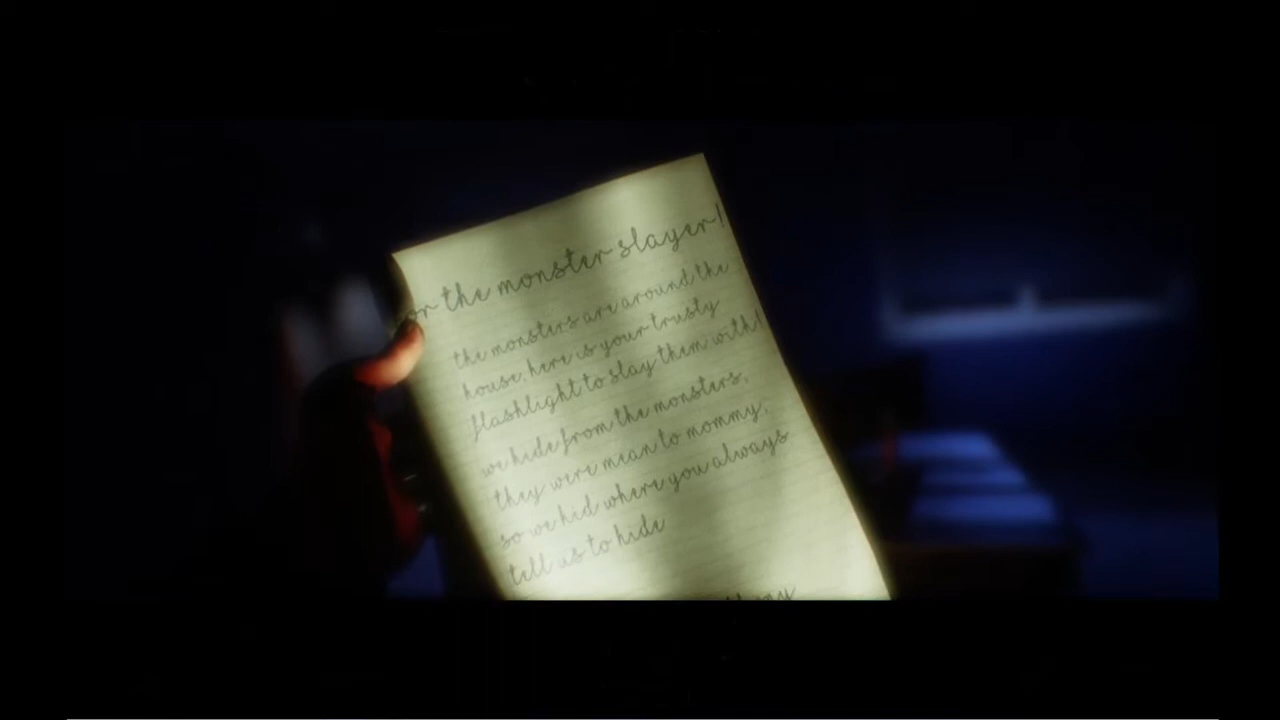 for the monster slayer!
the monsters are around the
house. here is your trusty
flashlight to slay them with!
we hide from the monsters,
they were mean to mommy,
so we hid where you always
tell us to hide